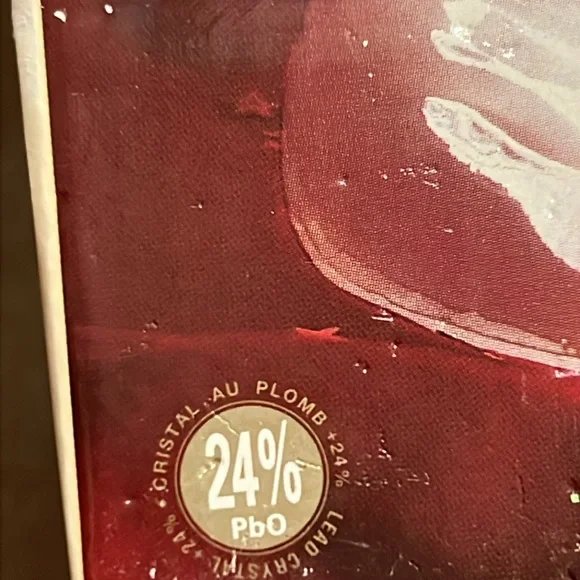 CRISTAL AU PLOMB +24% LEAD CRYSTAL +24% +
24%
PbO